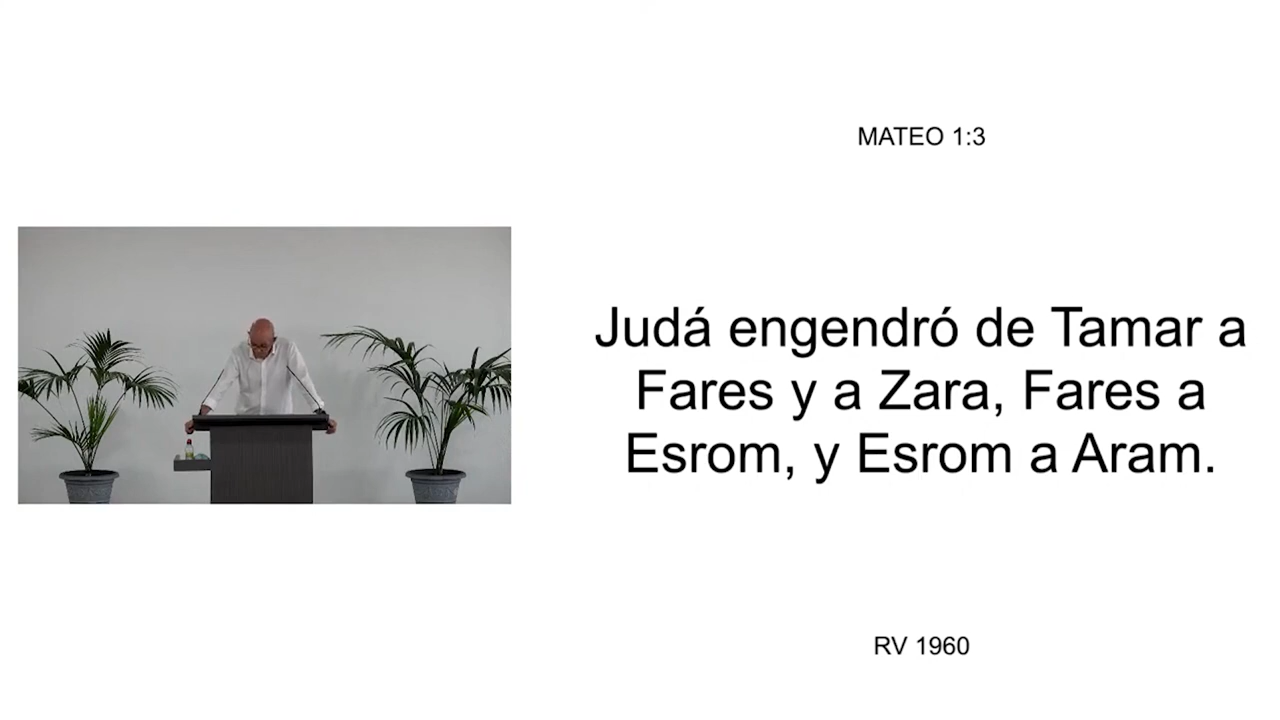 MATEO 1:3
Judá engendró de Tamar a
Fares y a Zara, Fares a
Esrom, y Esrom a Aram.
RV 1960